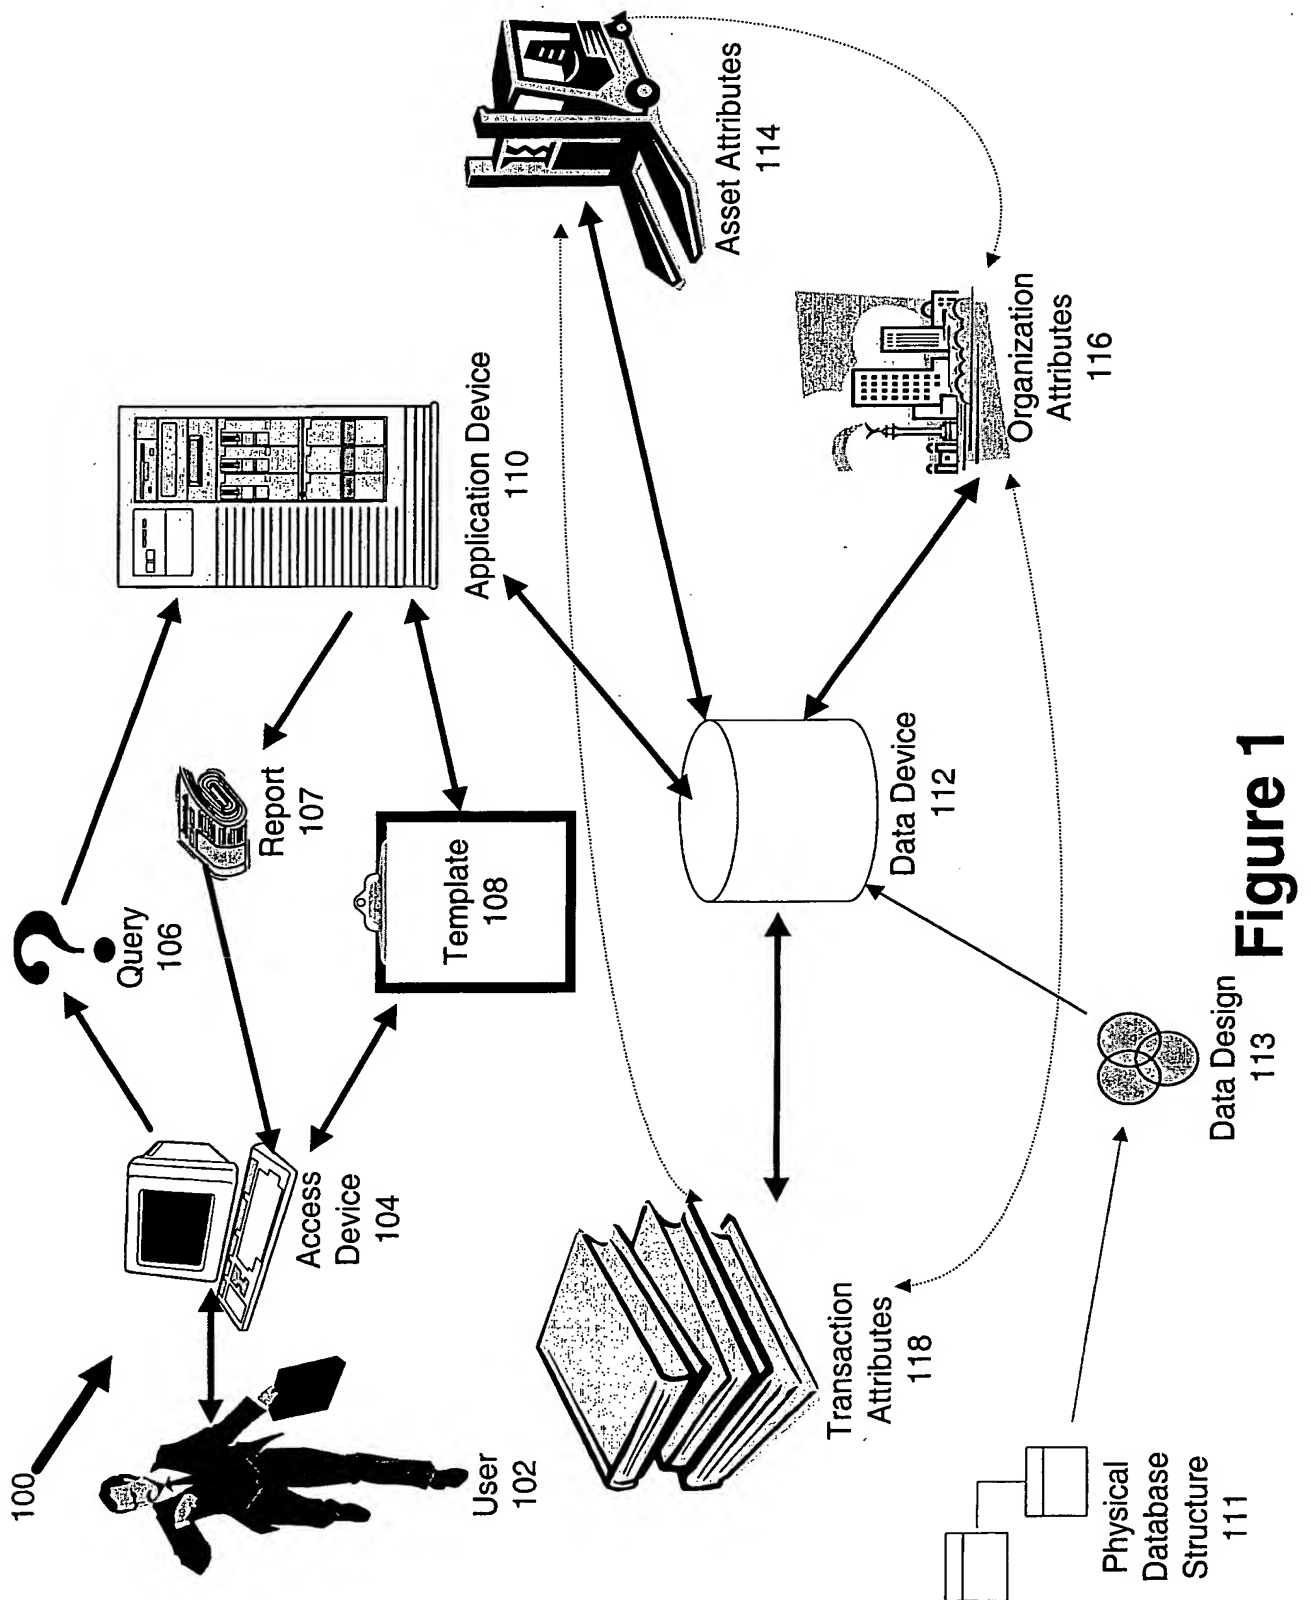 100
User
102
Access
Device
104
Query
106
Report
107
Template
108
Application Device
110
Asset Attributes
114
Organization
Attributes
116
Data Device
112
Transaction
Attributes
118
Data Design
113
Physical
Database
Structure
111
Figure 1